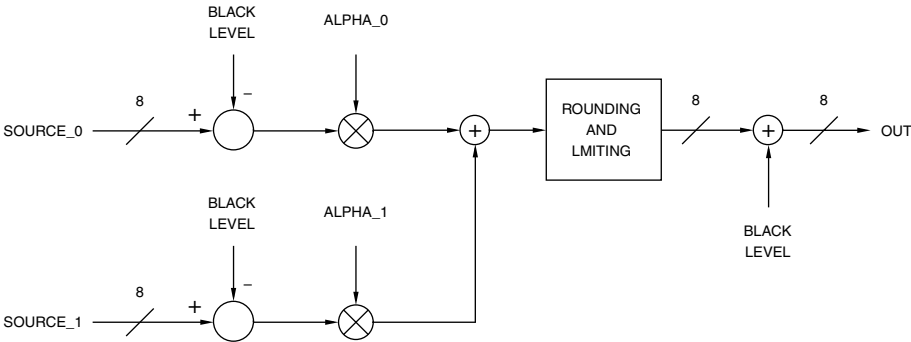 BLACK
LEVEL
ALPHA_0
−
8
+
SOURCE_0
+
ROUNDING
AND
LMITING
8
+
8
OUT
BLACK
LEVEL
BLACK
LEVEL
ALPHA_1
−
8
+
SOURCE_1